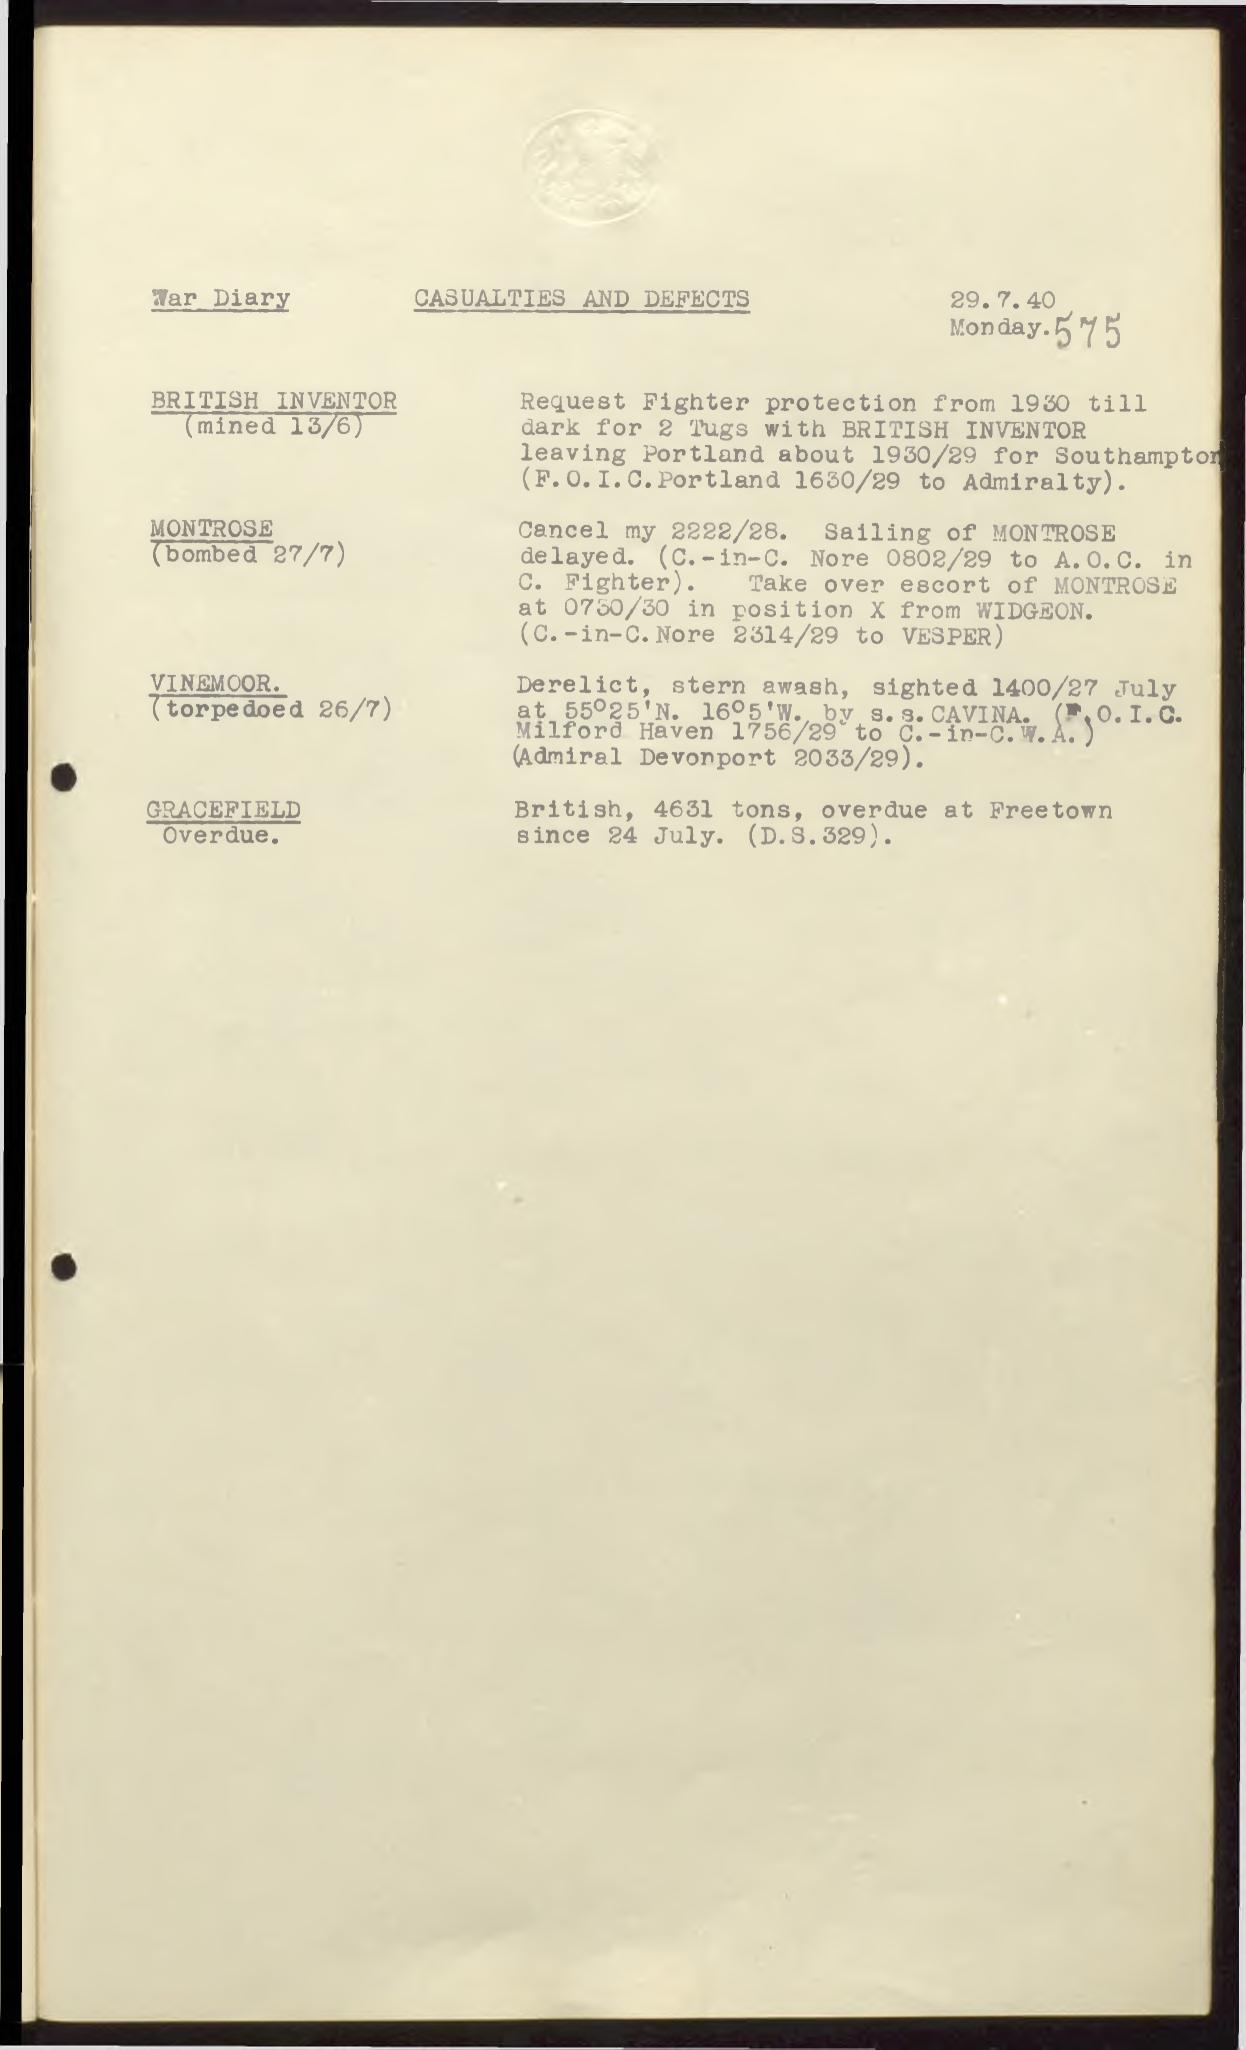 War Diary CASUALTIES AND DEFECTS 29.7.40
Monday. 575
BRITISH INVENTOR Request Fighter protection from 1930 till
(mined 13/6) dark for 2 Tugs with BRITISH INVENTOR
leaving Portland about 1930/29 for Southampton
(F.O.I.C.Portland 1630/29 to Admiralty).
MONTROSE Cancel my 2222/28. Sailing of MONTROSE
(bombed 27/7) delayed. (C.-in-C. Nore 0802/29 to A.O.C. in
C. Fighter). Take over escort of MONTROSE
at 0730/30 in position X from WIDGEON.
(C.-in-C.Nore 2314/29 to VESPER)
VINEMOOR. Derelict, stern awash, sighted 1400/27 July
(torpedoed 26/7) at 55°25'N. 16°5'W. by s.s.CAVINA. (F.O.I.C.
Milford Haven 1756/29 to C.-in-C.W.A.)
(Admiral Devonport 2033/29).
GRACEFIELD British, 4631 tons, overdue at Freetown
Overdue. since 24 July. (D.S.329).